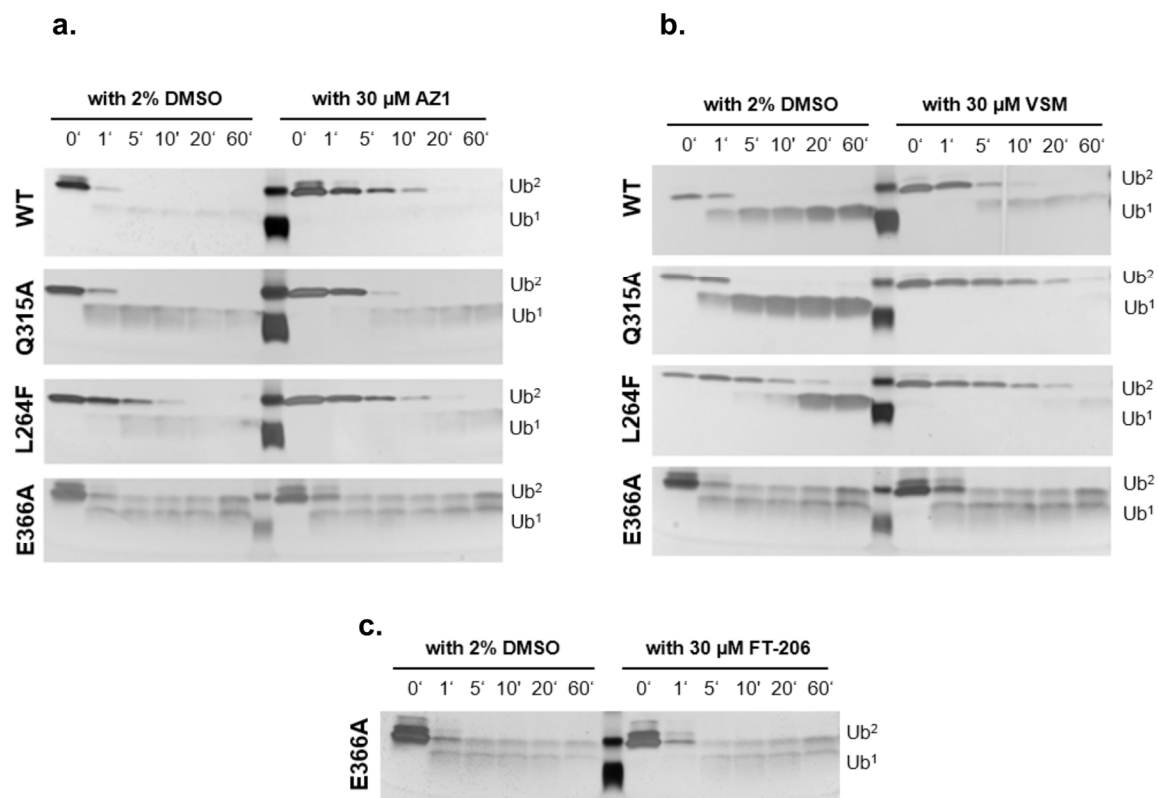 a.
with 2% DMSO with 30 µM AZ1
0‘ 1‘ 5‘ 10' 20‘ 60‘ 0‘ 1‘ 5‘ 10' 20‘ 60‘
WT Ub2
Ub1
Q315A Ub2
Ub1
L264F Ub2
Ub1
E366A Ub2
Ub1
b.
with 2% DMSO with 30 µM VSM
0‘ 1‘ 5‘ 10' 20‘ 60‘ 0‘ 1‘ 5‘ 10' 20‘ 60‘
WT Ub2
Ub1
Q315A Ub2
Ub1
L264F Ub2
Ub1
E366A Ub2
Ub1
c.
with 2% DMSO with 30 µM FT-206
0‘ 1‘ 5‘ 10' 20‘ 60‘ 0‘ 1‘ 5‘ 10' 20‘ 60‘
E366A Ub2
Ub1